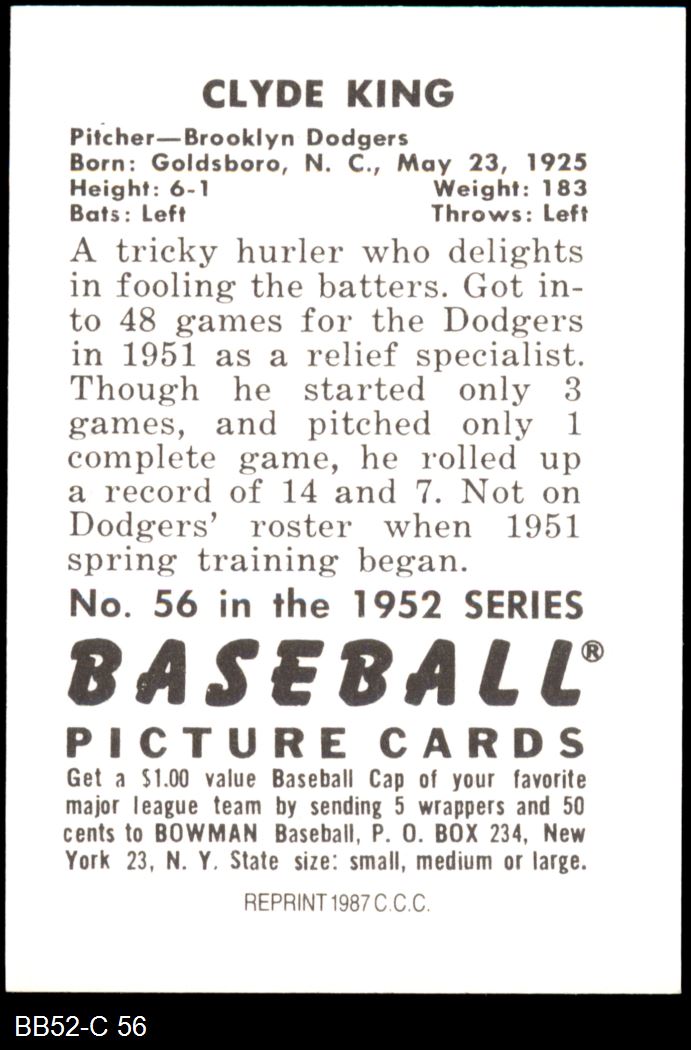 CLYDE KING
Pitcher—Brooklyn Dodgers
Born: Goldsboro, N. C., May 23, 1925
Height: 6-1 Weight: 183
Bats: Left Throws: Left
A tricky hurler who delights
in fooling the batters. Got in-
to 48 games for the Dodgers
in 1951 as a relief specialist.
Though he started only 3
games, and pitched only 1
complete game, he rolled up
a record of 14 and 7. Not on
Dodgers' roster when 1951
spring training began.
No. 56 in the 1952 SERIES
BASEBALL®
PICTURE CARDS
Get a $1.00 value Baseball Cap of your favorite
major league team by sending 5 wrappers and 50
cents to BOWMAN Baseball, P. O. BOX 234, New
York 23, N. Y. State size: small, medium or large.
REPRINT 1987 C.C.C.
BB52-C 56